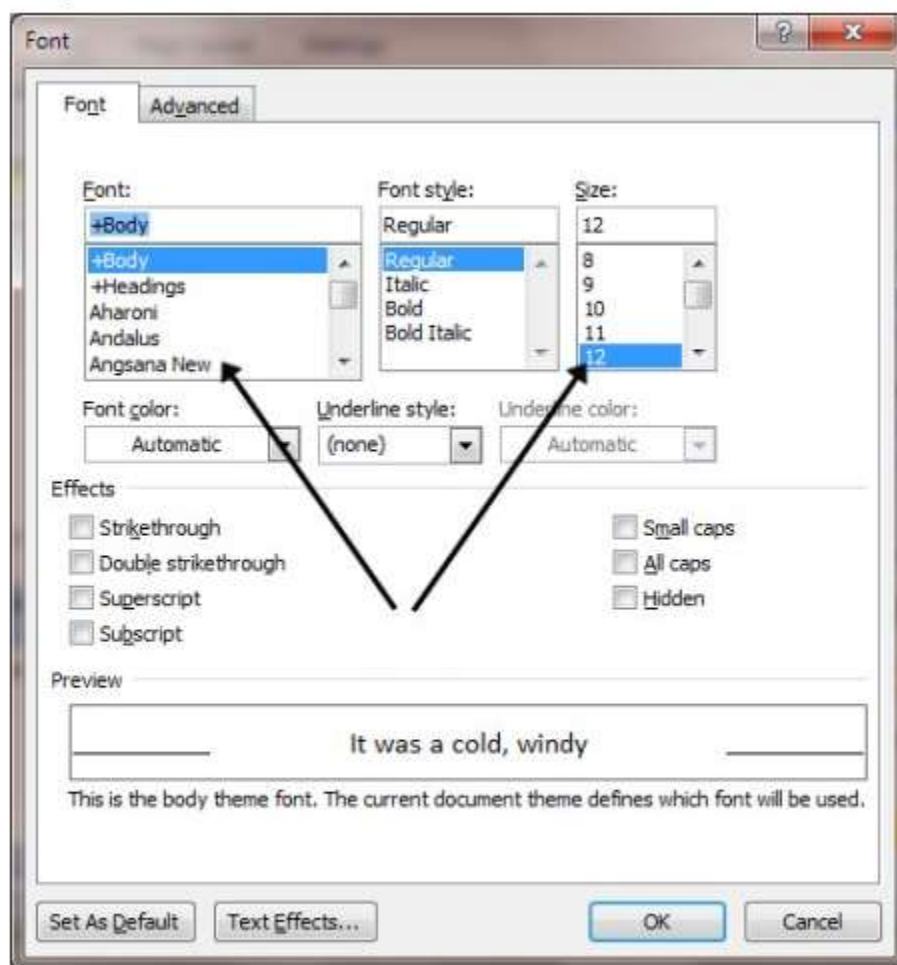 Font
Font Advanced
Font: Font style: Size:
+Body Regular 12
+Body Regular 8
+Headings Italic 9
Aharoni Bold 10
Andalus Bold Italic 11
Angsana New 12
Font color: Underline style: Underline color:
Automatic (none) Automatic
Effects
Strikethrough Small caps
Double strikethrough All caps
Superscript Hidden
Subscript
Preview
It was a cold, windy
This is the body theme font. The current document theme defines which font will be used.
Set As Default Text Effects... OK Cancel